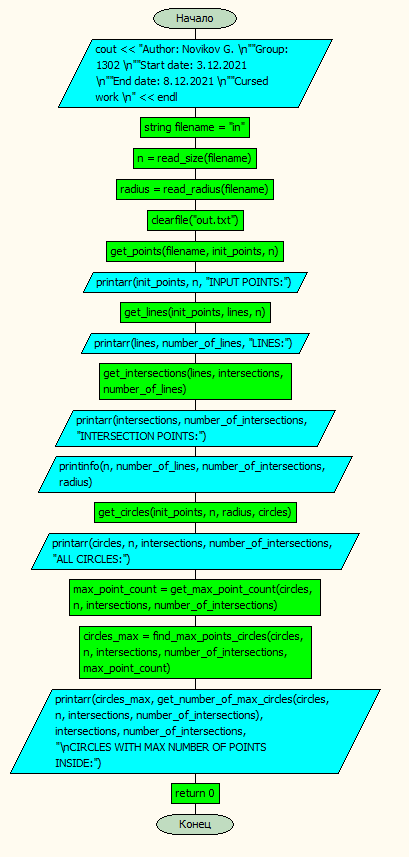 Начало
cout << "Author: Novikov G. \n""Group:
1302 \n""Start date: 3.12.2021
\n""End date: 8.12.2021 \n""Cursed
work \n" << endl
string filename = "in"
n = read_size(filename)
radius = read_radius(filename)
clearfile("out.txt")
get_points(filename, init_points, n)
printarr(init_points, n, "INPUT POINTS:")
get_lines(init_points, lines, n)
printarr(lines, number_of_lines, "LINES:")
get_intersections(lines, intersections,
number_of_lines)
printarr(intersections, number_of_intersections,
"INTERSECTION POINTS:")
printinfo(n, number_of_lines, number_of_intersections,
radius)
get_circles(init_points, n, radius, circles)
printarr(circles, n, intersections, number_of_intersections,
"ALL CIRCLES:")
max_point_count = get_max_point_count(circles,
n, intersections, number_of_intersections)
circles_max = find_max_points_circles(circles,
n, intersections, number_of_intersections,
max_point_count)
printarr(circles_max, get_number_of_max_circles(circles,
n, intersections, number_of_intersections),
intersections, number_of_intersections,
"\nCIRCLES WITH MAX NUMBER OF POINTS
INSIDE:")
return 0
Конец